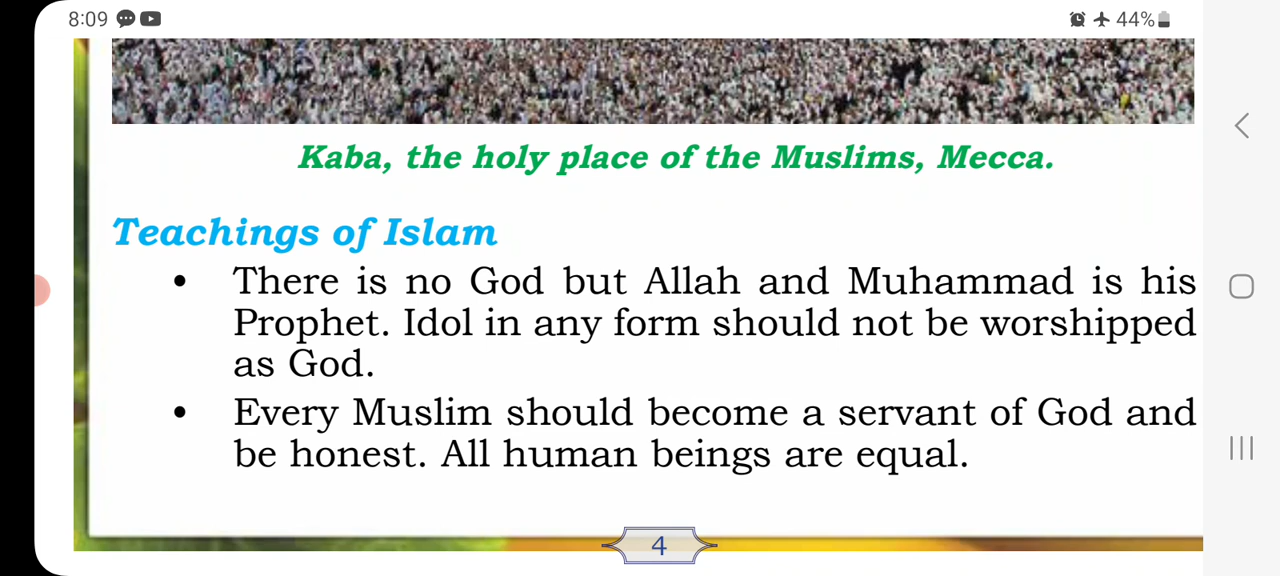 8:09
44%
Kaba, the holy place of the Muslims, Mecca.
Teachings of Islam
• There is no God but Allah and Muhammad is his
Prophet. Idol in any form should not be worshipped
as God.
• Every Muslim should become a servant of God and
be honest. All human beings are equal.
4